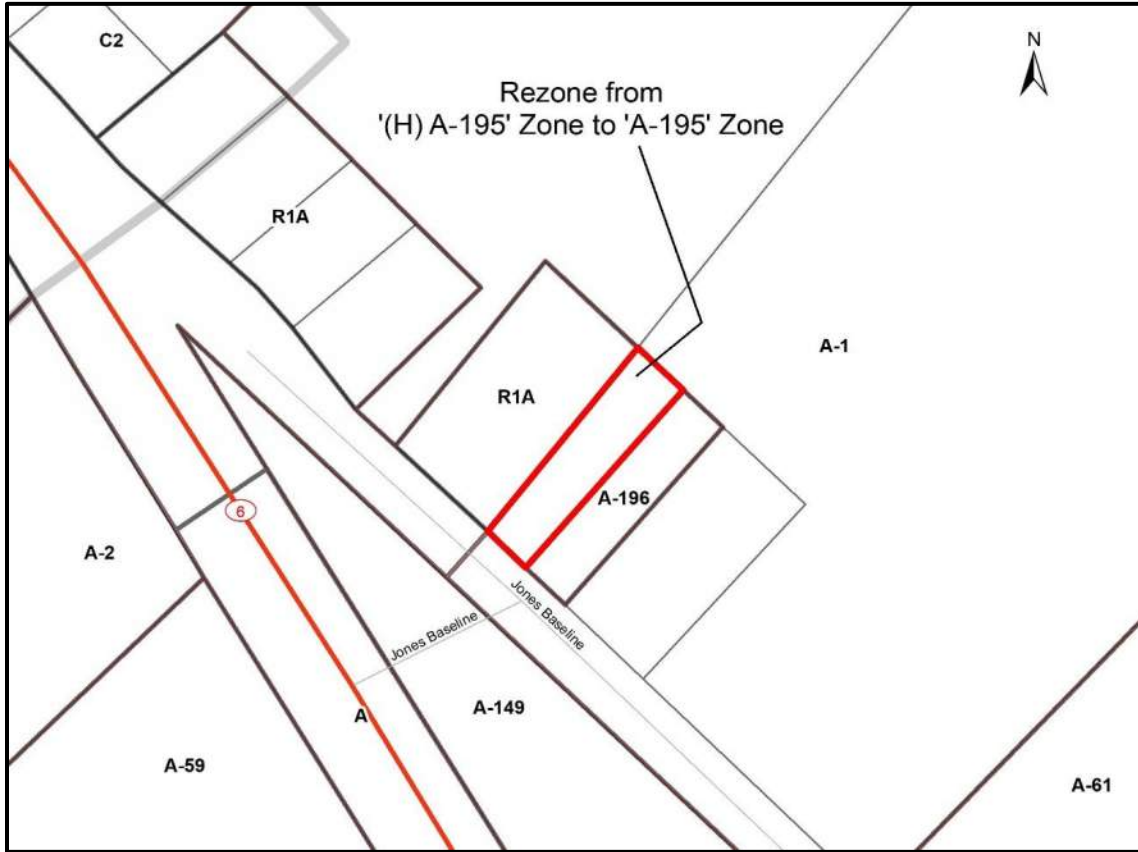 C2
N
Rezone from
'(H) A-195' Zone to 'A-195' Zone
R1A
A-1
R1A
A-196
6
A-2
Jones Baseline
Jones Baseline
A
A-149
A-59
A-61